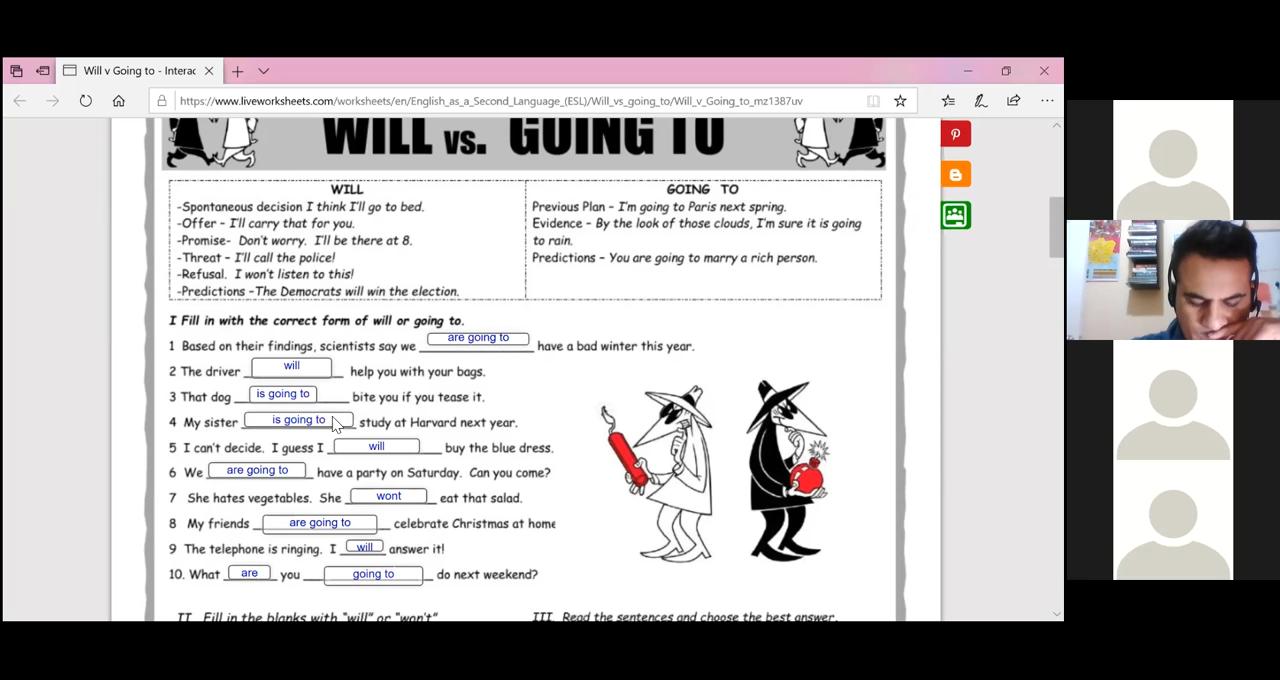 Will v Going to - Interac
https://www.liveworksheets.com/worksheets/en/English_as_a_Second_Language_(ESL)/Will_vs_going_to/Will_v_Going_to_mz1387uv
WILL vs. GOING TO
WILL
-Spontaneous decision I think I'll go to bed.
-Offer – I'll carry that for you.
-Promise- Don't worry. I'll be there at 8.
-Threat – I'll call the police!
-Refusal. I won't listen to this!
-Predictions –The Democrats will win the election.
GOING TO
Previous Plan – I'm going to Paris next spring.
Evidence – By the look of those clouds, I'm sure it is going
to rain.
Predictions – You are going to marry a rich person.
I Fill in with the correct form of will or going to.
1 Based on their findings, scientists say we are going to have a bad winter this year.
2 The driver will help you with your bags.
3 That dog is going to bite you if you tease it.
4 My sister is going to study at Harvard next year.
5 I can't decide. I guess I will buy the blue dress.
6 We are going to have a party on Saturday. Can you come?
7 She hates vegetables. She wont eat that salad.
8 My friends are going to celebrate Christmas at home
9 The telephone is ringing. I will answer it!
10. What are you going to do next weekend?
II Fill in the blanks with "will" or "won't"
III Read the sentences and choose the best answer.